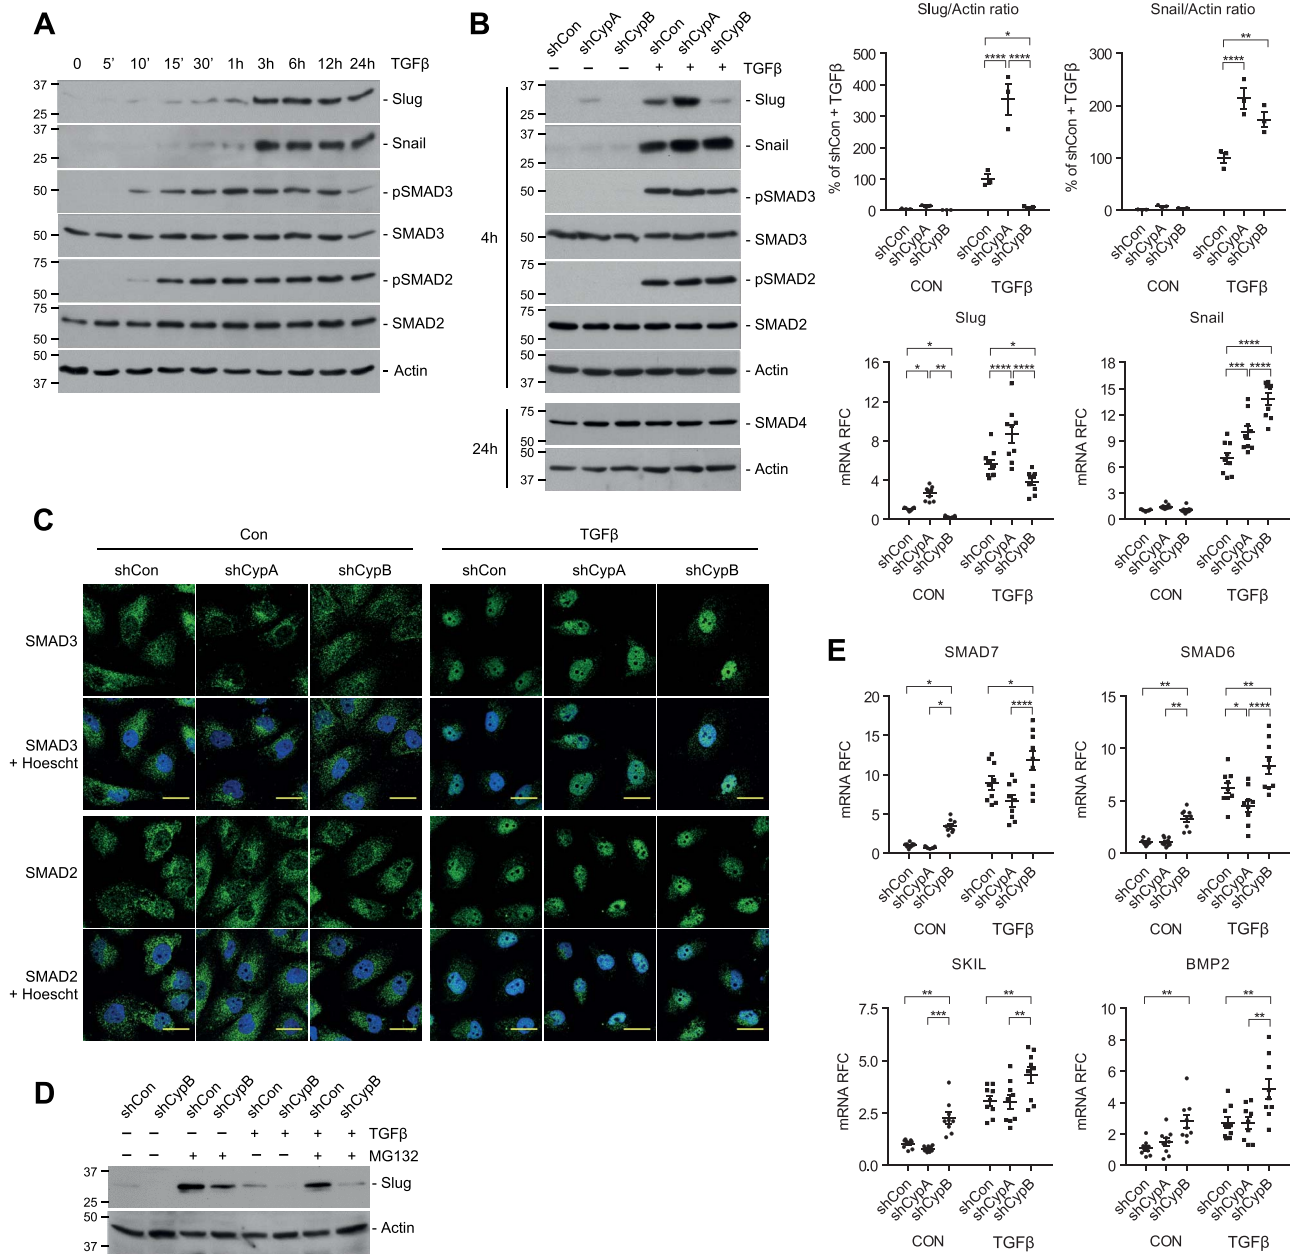 A
0 5' 10' 15' 30' 1h 3h 6h 12h 24h TGFβ
37
25
- Slug
37
25
- Snail
50
- pSMAD3
50
SMAD3
75
50
- pSMAD2
75
50
- SMAD2
50
37
- Actin
B
shCon shCypA shCypB shCon shCypA shCypB
– – – + + + TGFβ
4h
37
25
- Slug
37
25
- Snail
50
- pSMAD3
50
- SMAD3
75
50
- pSMAD2
75
50
SMAD2
50
37
- Actin
24h
75
50
- SMAD4
50
37
- Actin
Slug/Actin ratio
% of shCon + TGFβ
500
400
300
200
100
0
*
**** ****
shCon shCypA shCypB shCon shCypA shCypB
CON TGFβ
Snail/Actin ratio
% of shCon + TGFβ
300
200
100
0
**
****
shCon shCypA shCypB shCon shCypA shCypB
CON TGFβ
Slug
mRNA RFC
16
12
8
4
0
* *
* ** **** ****
shCon shCypA shCypB shCon shCypA shCypB
CON TGFβ
Snail
mRNA RFC
18
15
12
9
6
3
0
****
*** ****
shCon shCypA shCypB shCon shCypA shCypB
CON TGFβ
C
Con TGFβ
shCon shCypA shCypB shCon shCypA shCypB
SMAD3
SMAD3
+ Hoescht
SMAD2
SMAD2
+ Hoescht
D
shCon shCypB shCon shCypB shCon shCypB shCon shCypB
– – – – + + + + TGFβ
– – + + – – + + MG132
37
25
- Slug
50
37
- Actin
E
SMAD7
mRNA RFC
20
15
10
5
0
* *
* ****
shCon shCypA shCypB shCon shCypA shCypB
CON TGFβ
SMAD6
mRNA RFC
15
10
5
0
** **
** * ****
shCon shCypA shCypB shCon shCypA shCypB
CON TGFβ
SKIL
mRNA RFC
7.5
5.0
2.5
0.0
** **
*** **
shCon shCypA shCypB shCon shCypA shCypB
CON TGFβ
BMP2
mRNA RFC
10
8
6
4
2
0
** **
**
shCon shCypA shCypB shCon shCypA shCypB
CON TGFβ